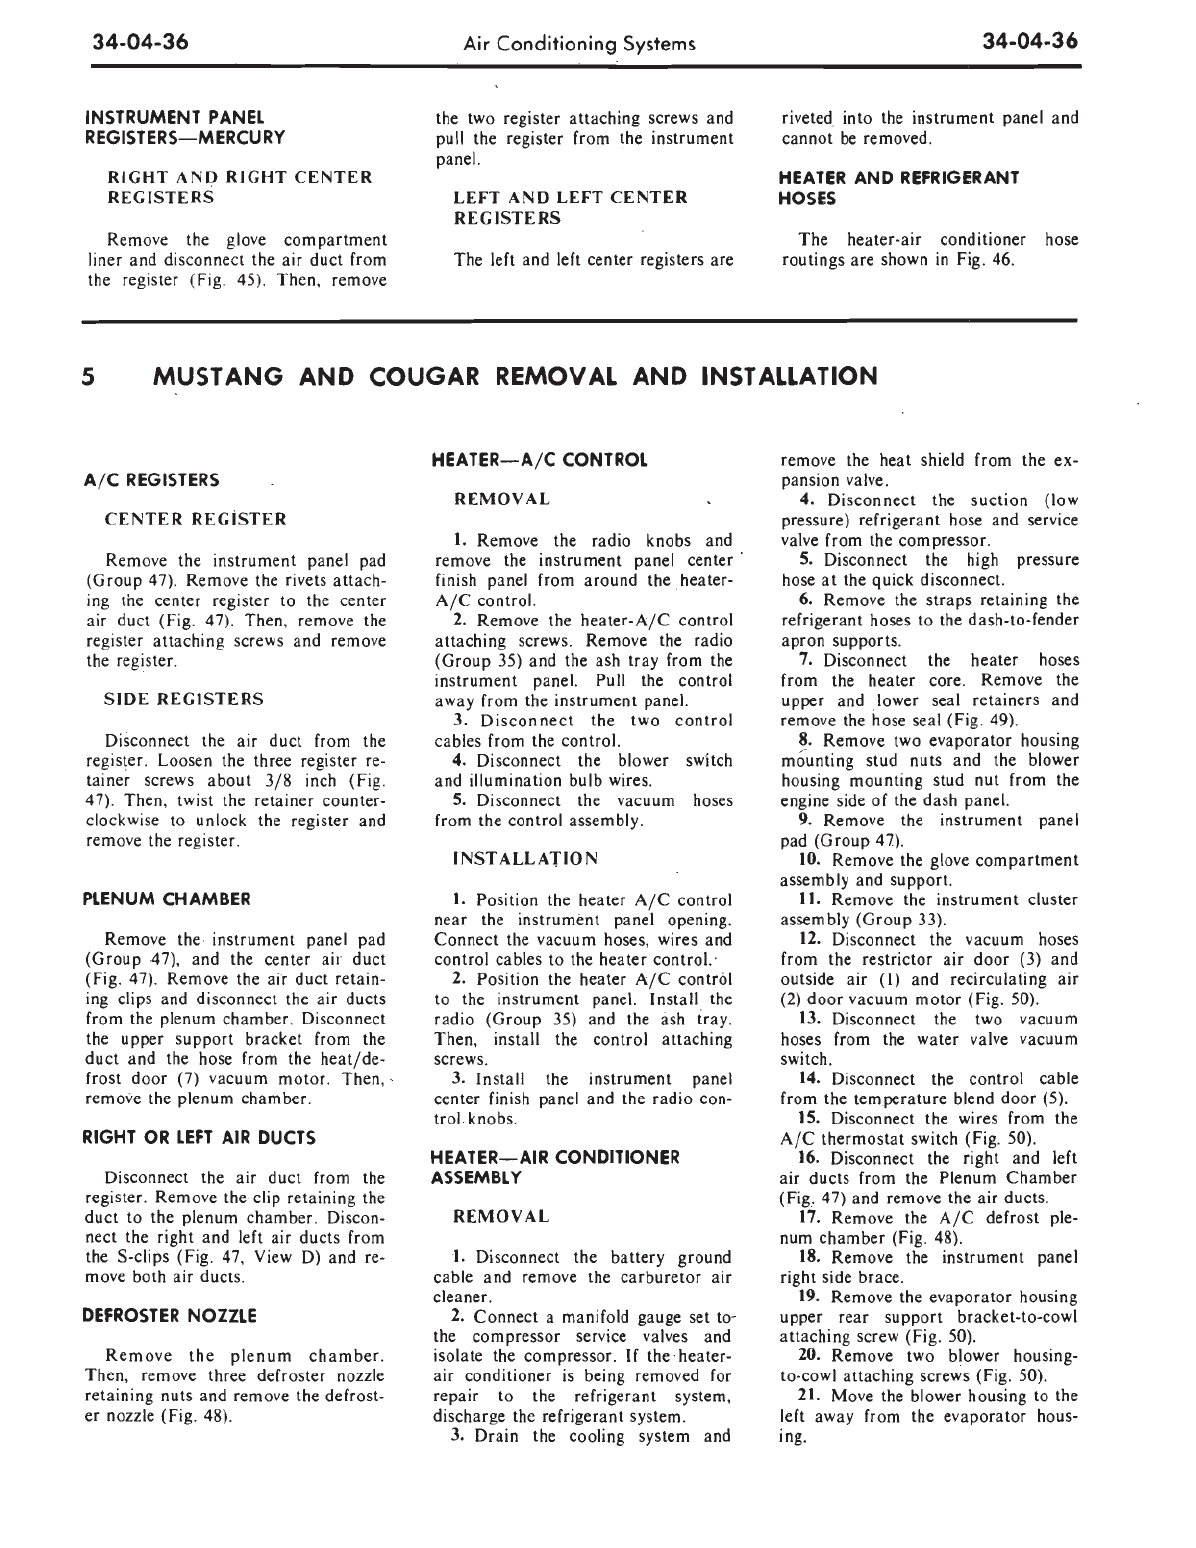 34-04-36
Air Conditioning Systems
34-04-36
INSTRUMENT PANEL
REGISTERS—MERCURY
RIGHT AND RIGHT CENTER
REGISTERS
Remove the glove compartment
liner and disconnect the air duct from
the register (Fig. 45). Then, remove
the two register attaching screws and
pull the register from the instrument
panel.
LEFT AND LEFT CENTER
REGISTERS
The left and left center registers are
riveted into the instrument panel and
cannot be removed.
HEATER AND REFRIGERANT
HOSES
The heater-air conditioner hose
routings are shown in Fig. 46.
5 MUSTANG AND COUGAR REMOVAL AND INSTALLATION
A/C REGISTERS
CENTER REGISTER
Remove the instrument panel pad
(Group 47). Remove the rivets attach-
ing the center register to the center
air duct (Fig. 47). Then, remove the
register attaching screws and remove
the register.
SIDE REGISTERS
Disconnect the air duct from the
register. Loosen the three register re-
tainer screws about 3/8 inch (Fig.
47). Then, twist the retainer counter-
clockwise to unlock the register and
remove the register.
PLENUM CHAMBER
Remove the instrument panel pad
(Group 47), and the center air duct
(Fig. 47). Remove the air duct retain-
ing clips and disconnect the air ducts
from the plenum chamber. Disconnect
the upper support bracket from the
duct and the hose from the heat/de-
frost door (7) vacuum motor. Then,
remove the plenum chamber.
RIGHT OR LEFT AIR DUCTS
Disconnect the air duct from the
register. Remove the clip retaining the
duct to the plenum chamber. Discon-
nect the right and left air ducts from
the S-clips (Fig. 47, View D) and re-
move both air ducts.
DEFROSTER NOZZLE
Remove the plenum chamber.
Then, remove three defroster nozzle
retaining nuts and remove the defrost-
er nozzle (Fig. 48).
HEATER—A/C CONTROL
REMOVAL
1. Remove the radio knobs and
remove the instrument panel center
finish panel from around the heater-
A/C control.
2. Remove the heater-A/C control
attaching screws. Remove the radio
(Group 35) and the ash tray from the
instrument panel. Pull the control
away from the instrument panel.
3. Disconnect the two control
cables from the control.
4. Disconnect the blower switch
and illumination bulb wires.
5. Disconnect the vacuum hoses
from the control assembly.
INSTALLATION
1. Position the heater A/C control
near the instrument panel opening.
Connect the vacuum hoses, wires and
control cables to the heater control.
2. Position the heater A/C control
to the instrument panel. Install the
radio (Group 35) and the ash tray.
Then, install the control attaching
screws.
3. Install the instrument panel
center finish panel and the radio con-
trol knobs.
HEATER—AIR CONDITIONER
ASSEMBLY
REMOVAL
1. Disconnect the battery ground
cable and remove the carburetor air
cleaner.
2. Connect a manifold gauge set to
the compressor service valves and
isolate the compressor. If the heater-
air conditioner is being removed for
repair to the refrigerant system,
discharge the refrigerant system.
3. Drain the cooling system and
remove the heat shield from the ex-
pansion valve.
4. Disconnect the suction (low
pressure) refrigerant hose and service
valve from the compressor.
5. Disconnect the high pressure
hose at the quick disconnect.
6. Remove the straps retaining the
refrigerant hoses to the dash-to-fender
apron supports.
7. Disconnect the heater hoses
from the heater core. Remove the
upper and lower seal retainers and
remove the hose seal (Fig. 49).
8. Remove two evaporator housing
mounting stud nuts and the blower
housing mounting stud nut from the
engine side of the dash panel.
9. Remove the instrument panel
pad (Group 47).
10. Remove the glove compartment
assembly and support.
11. Remove the instrument cluster
assembly (Group 33).
12. Disconnect the vacuum hoses
from the restrictor air door (3) and
outside air (1) and recirculating air
(2) door vacuum motor (Fig. 50).
13. Disconnect the two vacuum
hoses from the water valve vacuum
switch.
14. Disconnect the control cable
from the temperature blend door (5).
15. Disconnect the wires from the
A/C thermostat switch (Fig. 50).
16. Disconnect the right and left
air ducts from the Plenum Chamber
(Fig. 47) and remove the air ducts.
17. Remove the A/C defrost ple-
num chamber (Fig. 48).
18. Remove the instrument panel
right side brace.
19. Remove the evaporator housing
upper rear support bracket-to-cowl
attaching screw (Fig. 50).
20. Remove two blower housing-
to-cowl attaching screws (Fig. 50).
21. Move the blower housing to the
left away from the evaporator hous-
ing.